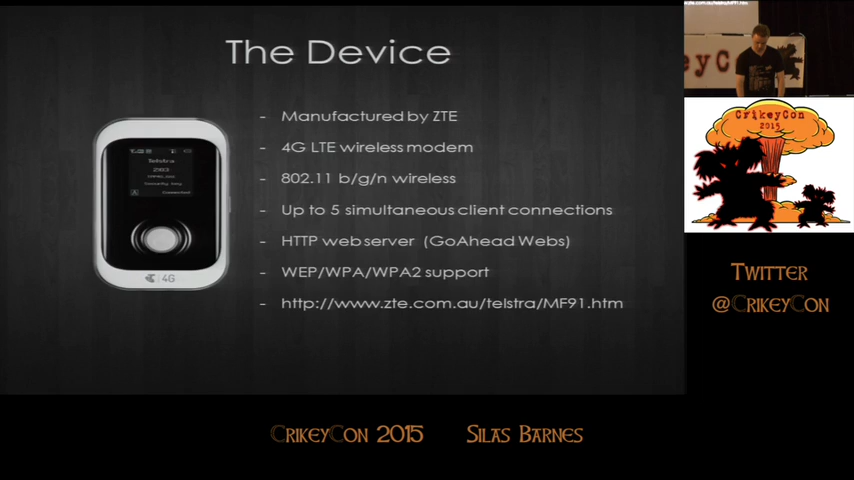 The Device
- Manufactured by ZTE
- 4G LTE wireless modem
- 802.11 b/g/n wireless
- Up to 5 simultaneous client connections
- HTTP web server (GoAhead Webs)
- WEP/WPA/WPA2 support
- http://www.zte.com.au/telstra/MF91.htm
Telstra
Connected
4G
CrikeyCon
2015
Twitter
@CrikeyCon
CrikeyCon 2015
Silas Barnes